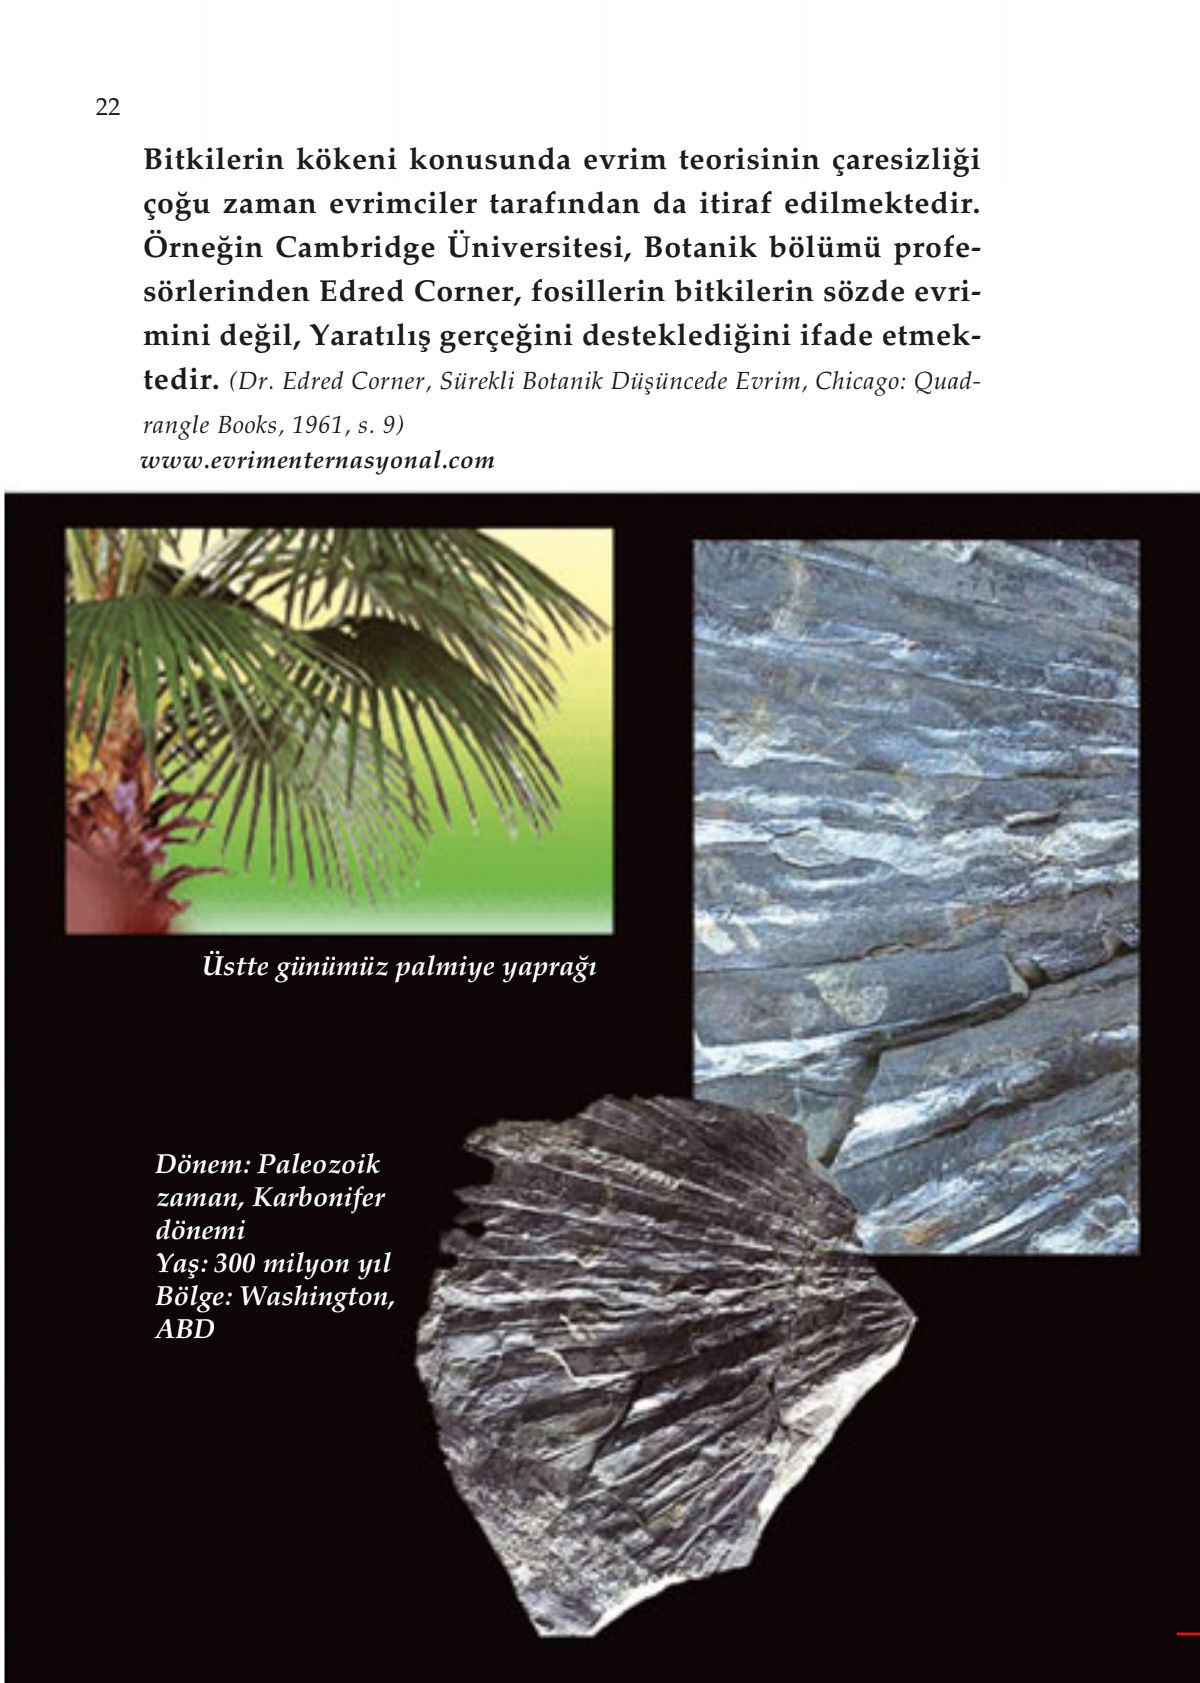 22
Bitkilerin kökeni konusunda evrim teorisinin çaresizliği
çoğu zaman evrimciler tarafından da itiraf edilmektedir.
Örneğin Cambridge Üniversitesi, Botanik bölümü profe-
sörlerinden Edred Corner, fosillerin bitkilerin sözde evri-
mini değil, Yaratılış gerçeğini desteklediğini ifade etmek-
tedir. (Dr. Edred Corner, Sürekli Botanik Düşüncede Evrim, Chicago: Quad-
rangle Books, 1961, s. 9)
www.evrimenternasyonal.com
Üstte günümüz palmiye yaprağı
Dönem: Paleozoik
zaman, Karbonifer
dönemi
Yaş: 300 milyon yıl
Bölge: Washington,
ABD